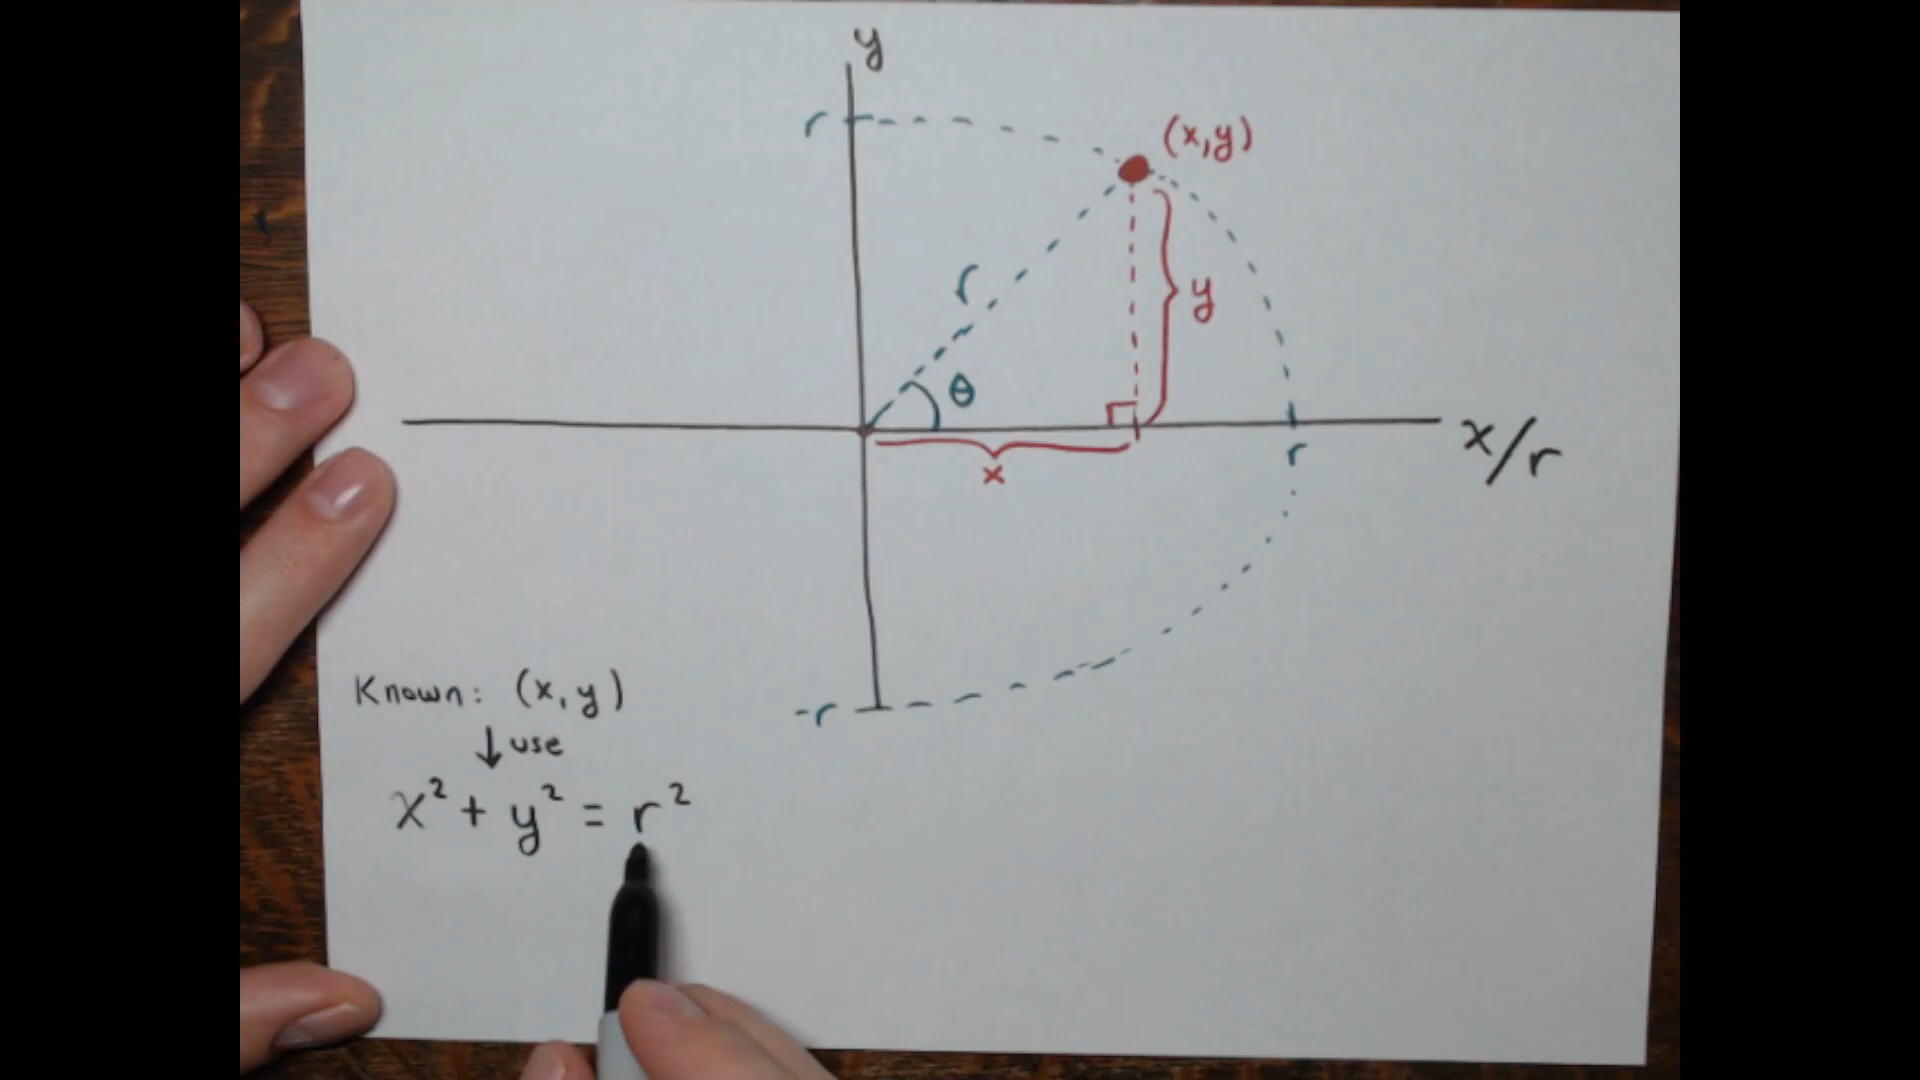 y
r
(x,y)
r
y
θ
x/r
r
x
Known: (x, y)
-r
↓ use
x² + y² = r²